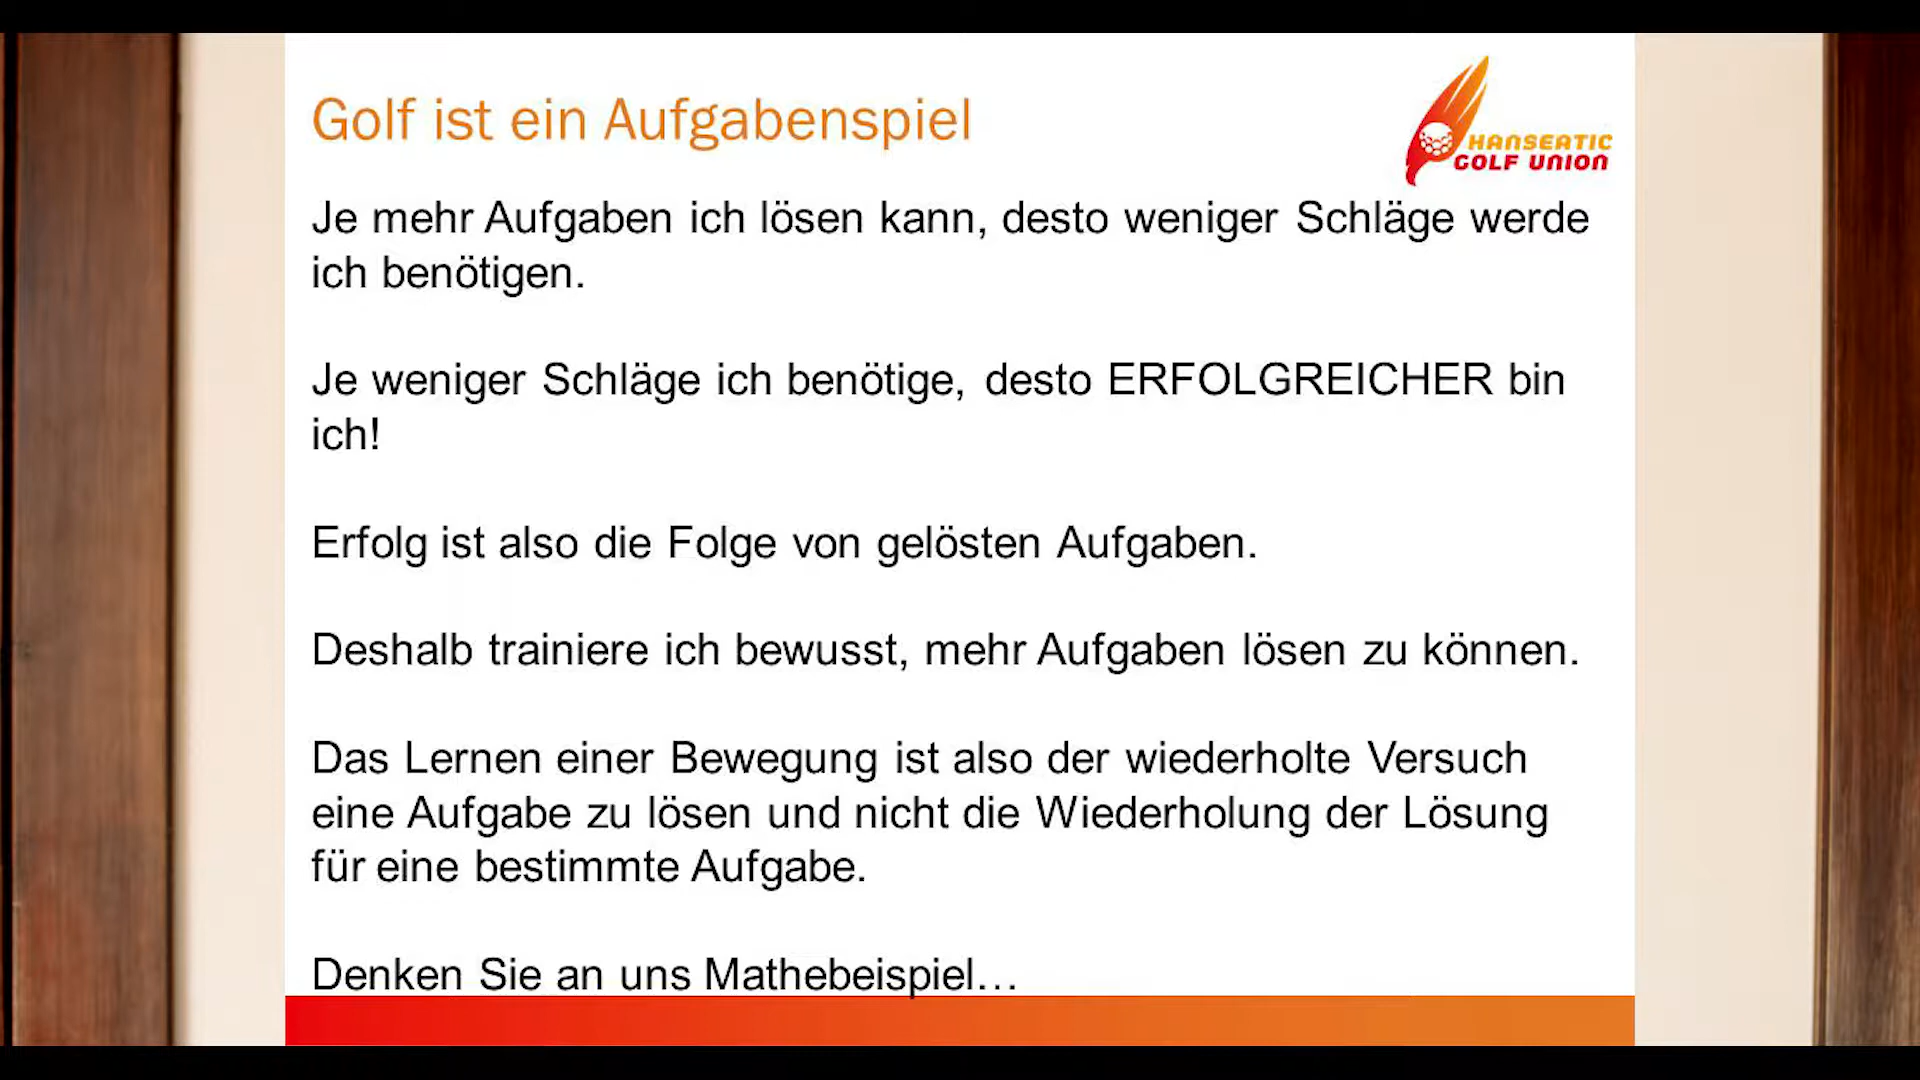 Golf ist ein Aufgabenspiel
HANSEATIC
GOLF UNION
Je mehr Aufgaben ich lösen kann, desto weniger Schläge werde
ich benötigen.
Je weniger Schläge ich benötige, desto ERFOLGREICHER bin
ich!
Erfolg ist also die Folge von gelösten Aufgaben.
Deshalb trainiere ich bewusst, mehr Aufgaben lösen zu können.
Das Lernen einer Bewegung ist also der wiederholte Versuch
eine Aufgabe zu lösen und nicht die Wiederholung der Lösung
für eine bestimmte Aufgabe.
Denken Sie an uns Mathebeispiel…